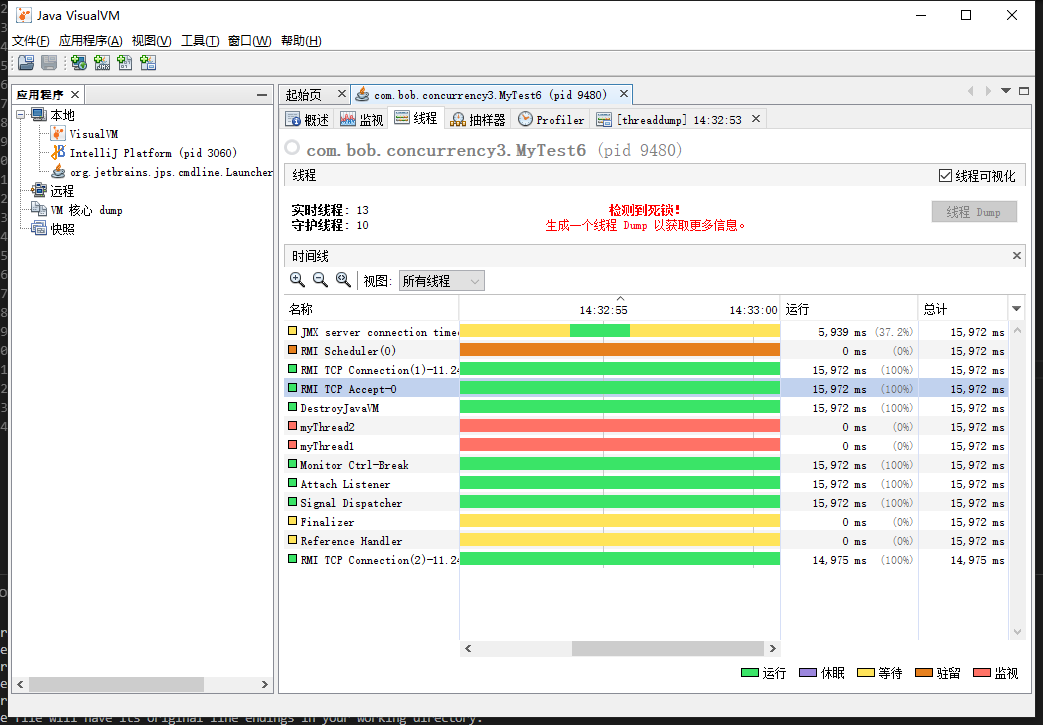 Java VisualVM
文件(F) 应用程序(A) 视图(V) 工具(T) 窗口(W) 帮助(H)
应用程序
本地
VisualVM
IntelliJ Platform (pid 3060)
org.jetbrains.jps.cmdline.Launcher
远程
VM 核心 dump
快照
起始页 com.bob.concurrency3.MyTest6 (pid 9480)
概述 监视 线程 抽样器 Profiler [threaddump] 14:32:53
com.bob.concurrency3.MyTest6 (pid 9480)
线程 线程可视化
实时线程: 13
守护线程: 10
检测到死锁!
生成一个线程 Dump 以获取更多信息。
线程 Dump
时间线
视图: 所有线程
名称 14:32:55 14:33:00 运行 总计
JMX server connection time 5,939 ms (37.2%) 15,972 ms
RMI Scheduler(0) 0 ms (0%) 15,972 ms
RMI TCP Connection(1)-11.24 15,972 ms (100%) 15,972 ms
RMI TCP Accept-0 15,972 ms (100%) 15,972 ms
DestroyJavaVM 15,972 ms (100%) 15,972 ms
myThread2 0 ms (0%) 15,972 ms
myThread1 0 ms (0%) 15,972 ms
Monitor Ctrl-Break 15,972 ms (100%) 15,972 ms
Attach Listener 15,972 ms (100%) 15,972 ms
Signal Dispatcher 15,972 ms (100%) 15,972 ms
Finalizer 0 ms (0%) 15,972 ms
Reference Handler 0 ms (0%) 15,972 ms
RMI TCP Connection(2)-11.24 14,975 ms (100%) 14,975 ms
运行 休眠 等待 驻留 监视
e file will have its original line endings in your working directory.